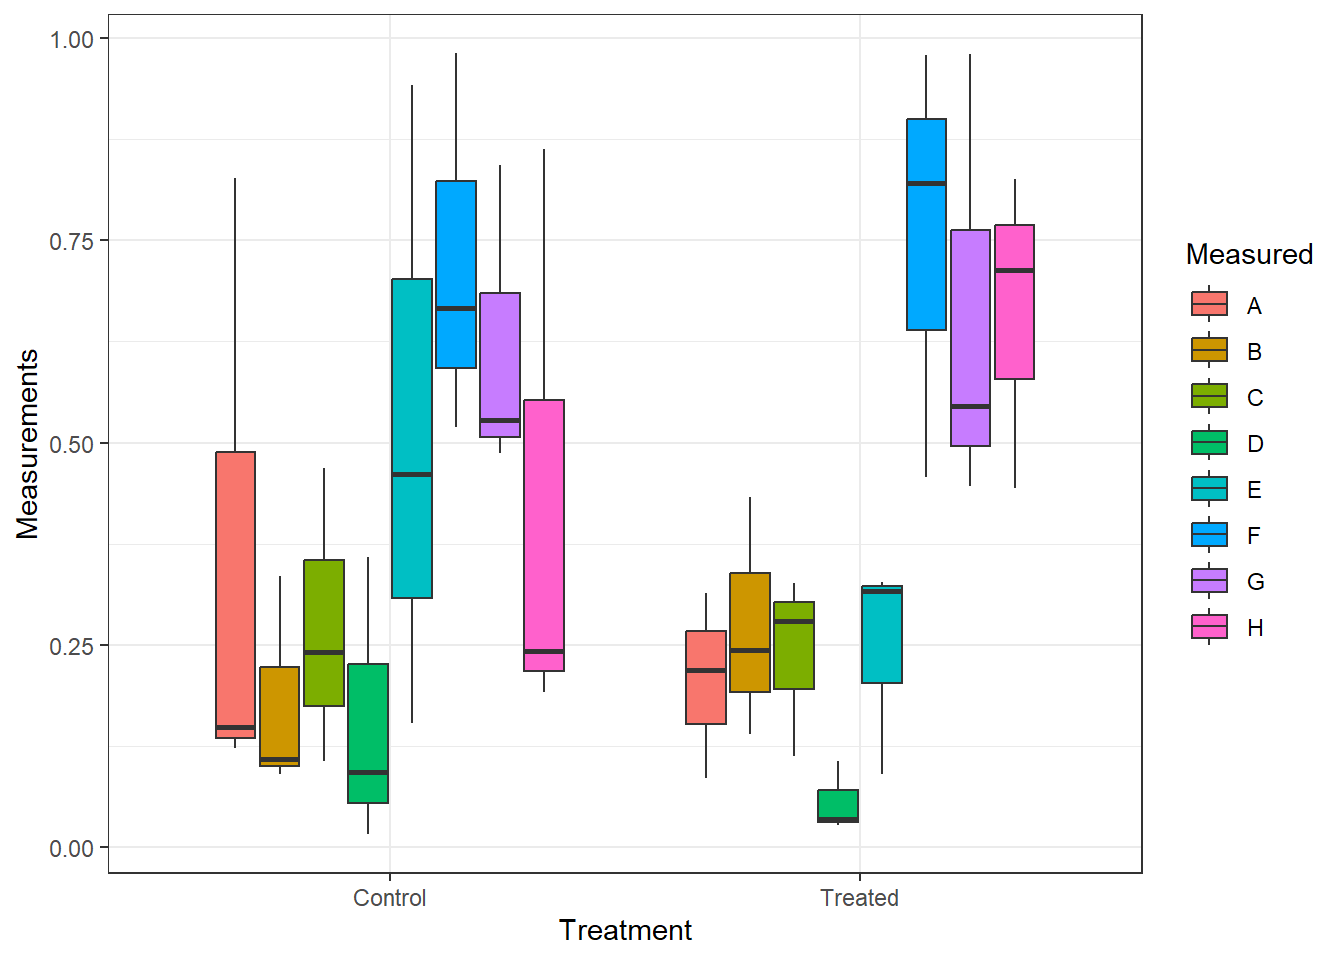 1.00
0.75
0.50
0.25
0.00
Measurements
Control
Treated
Treatment
Measured
A
B
C
D
E
F
G
H